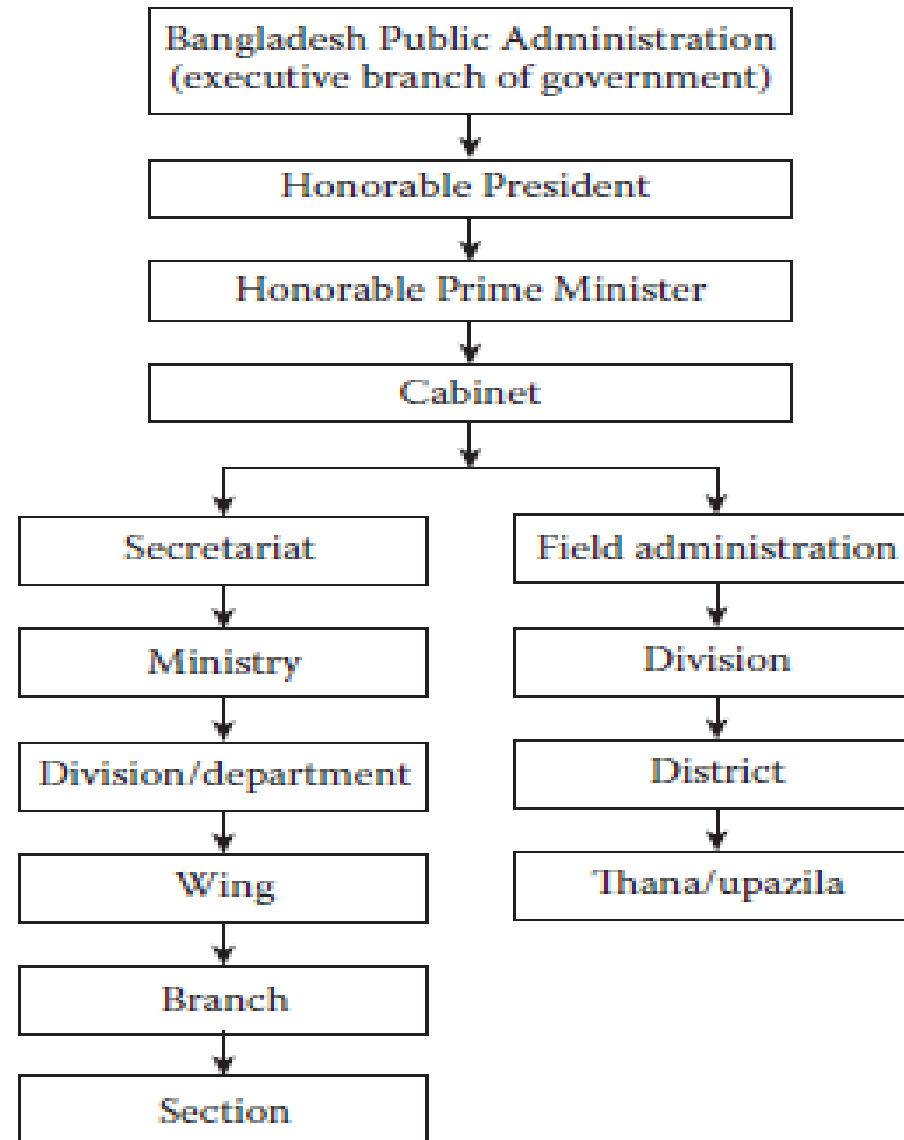 Bangladesh Public Administration
(executive branch of government)
Honorable President
Honorable Prime Minister
Cabinet
Secretariat
Ministry
Division/department
Wing
Branch
Section
Field administration
Division
District
Thana/upazila